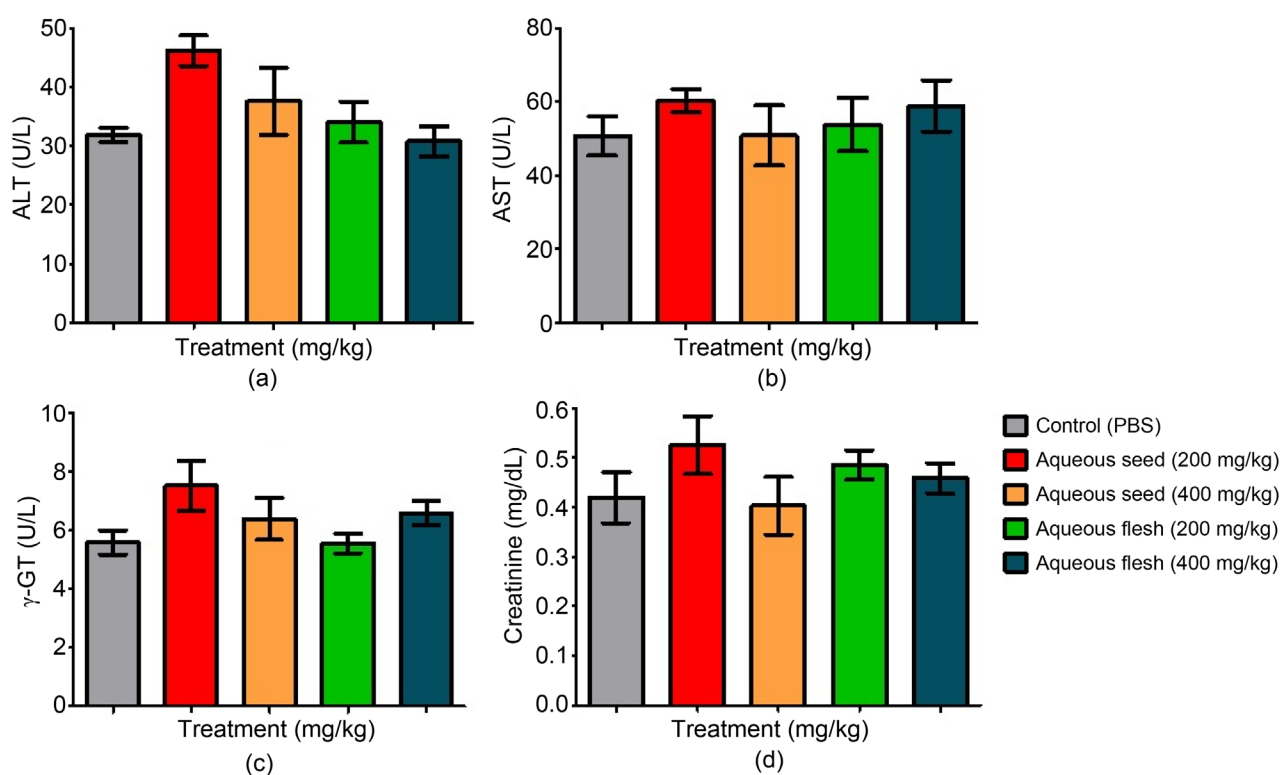 ALT (U/L)
50
40
30
20
10
0
Treatment (mg/kg)
(a)
AST (U/L)
80
60
40
20
0
Treatment (mg/kg)
(b)
γ-GT (U/L)
10
8
6
4
2
0
Treatment (mg/kg)
(c)
Creatinine (mg/dL)
0.6
0.5
0.4
0.3
0.2
0.1
0.0
Treatment (mg/kg)
(d)
Control (PBS)
Aqueous seed (200 mg/kg)
Aqueous seed (400 mg/kg)
Aqueous flesh (200 mg/kg)
Aqueous flesh (400 mg/kg)